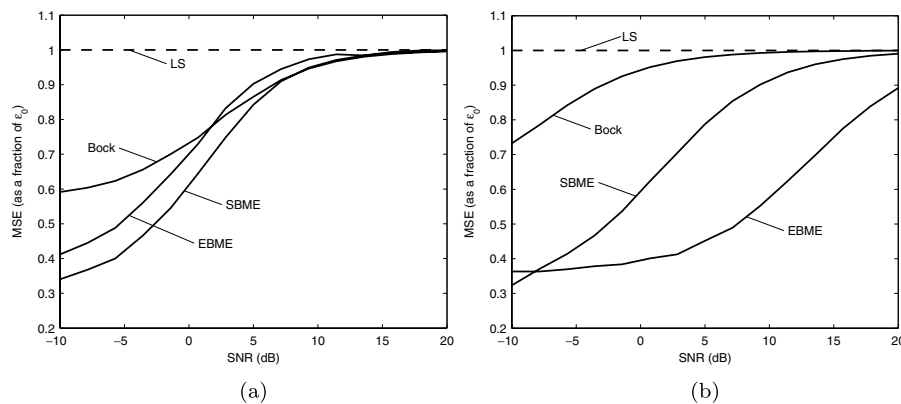 1.1
1
0.9
0.8
0.7
0.6
0.5
0.4
0.3
0.2
MSE (as a fraction of ε₀)
LS
Bock
SBME
EBME
−10 −5 0 5 10 15 20
SNR (dB)
(a)
1.1
1
0.9
0.8
0.7
0.6
0.5
0.4
0.3
0.2
MSE (as a fraction of ε₀)
LS
Bock
SBME
EBME
−10 −5 0 5 10 15 20
SNR (dB)
(b)